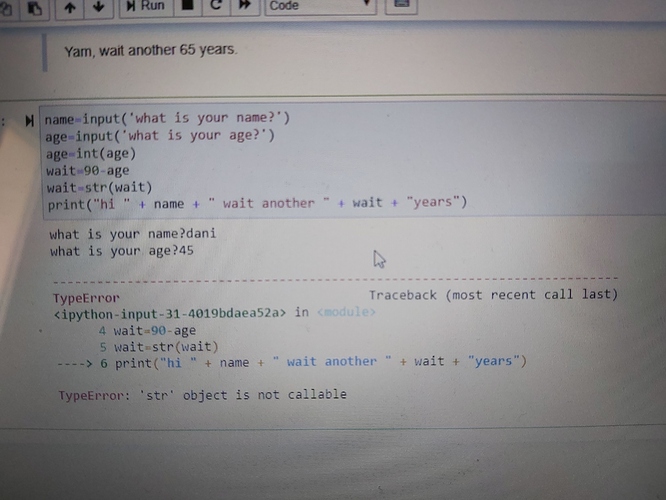 Run
Code
Yam, wait another 65 years.
name=input('what is your name?')
age=input('what is your age?')
age=int(age)
wait=90-age
wait=str(wait)
print("hi " + name + " wait another " + wait + "years")
what is your name?dani
what is your age?45
---------------------------------------------------------------------------
TypeError Traceback (most recent call last)
<ipython-input-31-4019bdaea52a> in <module>
4 wait=90-age
5 wait=str(wait)
----> 6 print("hi " + name + " wait another " + wait + "years")
TypeError: 'str' object is not callable